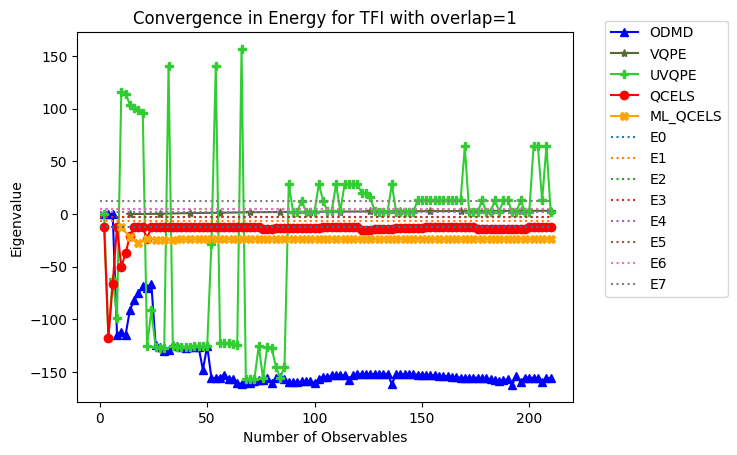 Convergence in Energy for TFI with overlap=1
Eigenvalue
150
100
50
0
−50
−100
−150
0
50
100
150
200
Number of Observables
ODMD
VQPE
UVQPE
QCELS
ML_QCELS
E0
E1
E2
E3
E4
E5
E6
E7